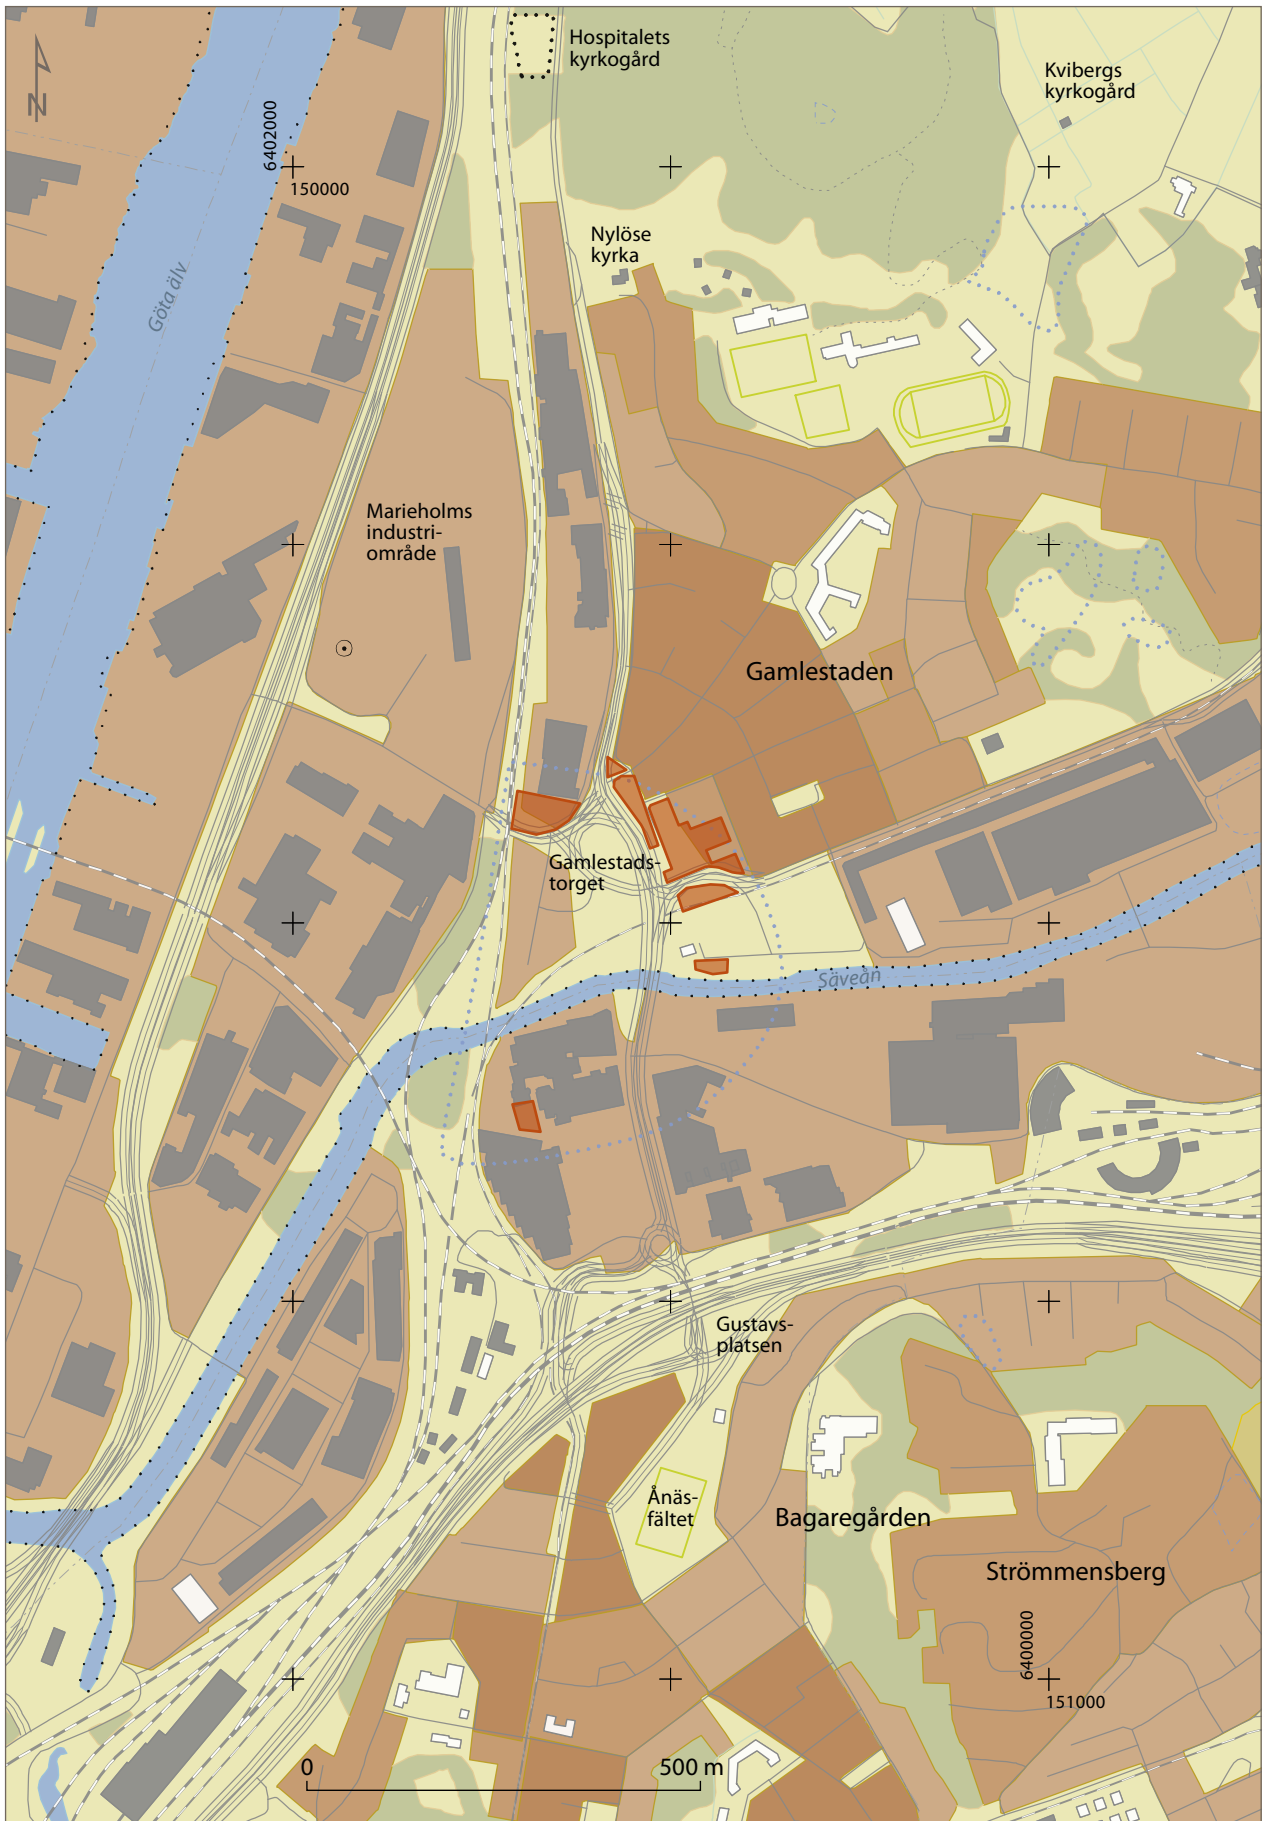 Hospitalets
kyrkogård
Kvibergs
kyrkogård
6402000
150000
N
Nylöse
kyrka
Göta älv
Marieholms
industri-
område
Gamlestaden
Gamlestads-
torget
Säveån
Gustavs-
platsen
Ånäs-
fältet
Bagaregården
Strömmensberg
6400000
151000
0
500 m